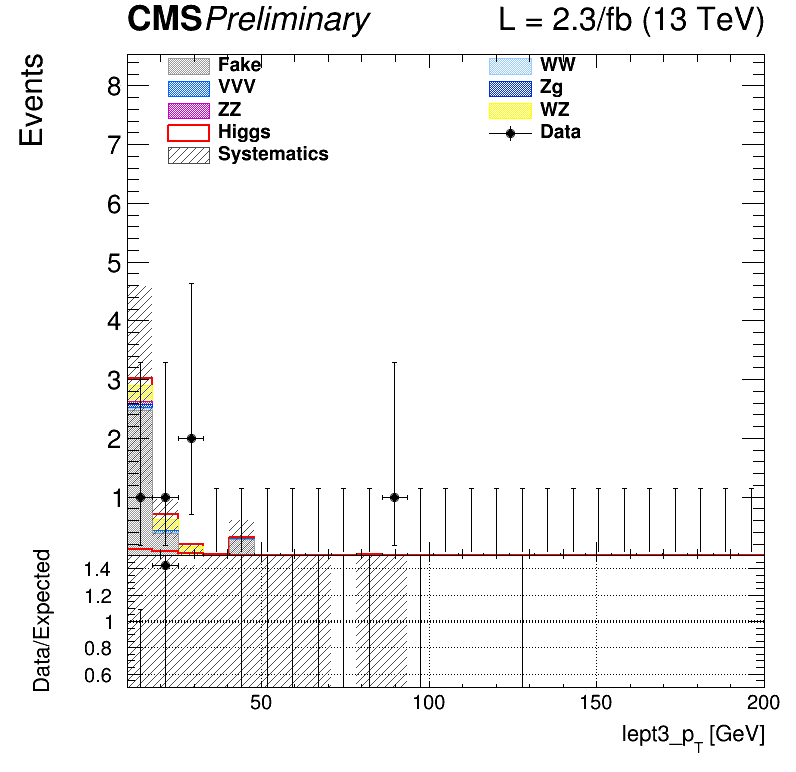 CMS Preliminary L = 2.3/fb (13 TeV)
Events
8
7
6
5
4
3
2
1
Fake WW
VVV Zg
ZZ WZ
Higgs Data
Systematics
Data/Expected
1.4
1.2
1
0.8
0.6
50 100 150 200
lept3_p_T [GeV]